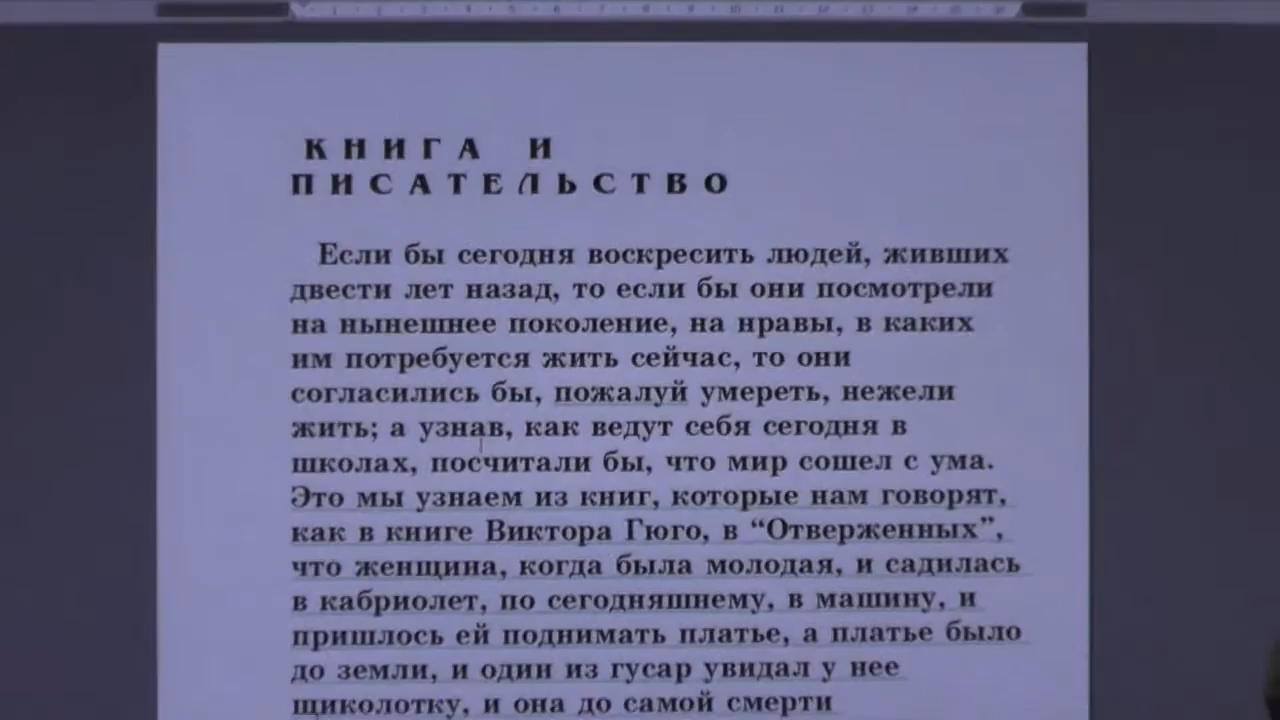 КНИГА И
ПИСАТЕЛЬСТВО
Если бы сегодня воскресить людей, живших
двести лет назад, то если бы они посмотрели
на нынешнее поколение, на нравы, в каких
им потребуется жить сейчас, то они
согласились бы, пожалуй умереть, нежели
жить; а узнав, как ведут себя сегодня в
школах, посчитали бы, что мир сошел с ума.
Это мы узнаем из книг, которые нам говорят,
как в книге Виктора Гюго, в “Отверженных”,
что женщина, когда была молодая, и садилась
в кабриолет, по сегодняшнему, в машину, и
пришлось ей поднимать платье, а платье было
до земли, и один из гусар увидал у нее
щиколотку, и она до самой смерти